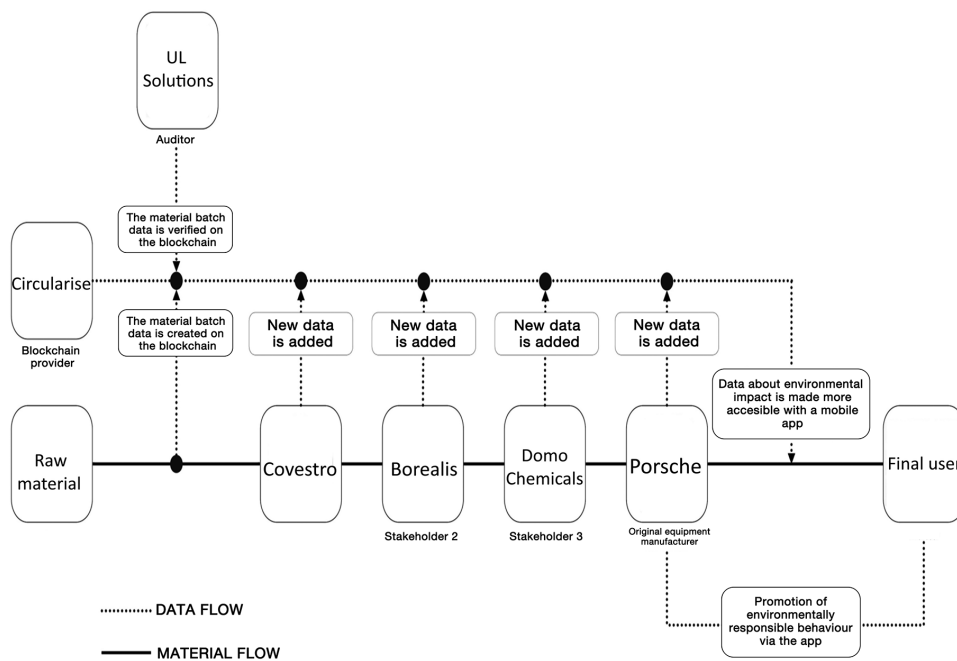 UL
Solutions
Auditor
The material batch
data is verified on
the blockchain
Circularise
Blockchain
provider
The material batch
data is created on
the blockchain
New data
is added
New data
is added
New data
is added
New data
is added
Data about environmental
impact is made more
accesible with a mobile
app
Raw
material
Covestro
Borealis
Stakeholder 2
Domo
Chemicals
Stakeholder 3
Porsche
Original equipment
manufacturer
Final user
Promotion of
environmentally
responsible behaviour
via the app
DATA FLOW
MATERIAL FLOW